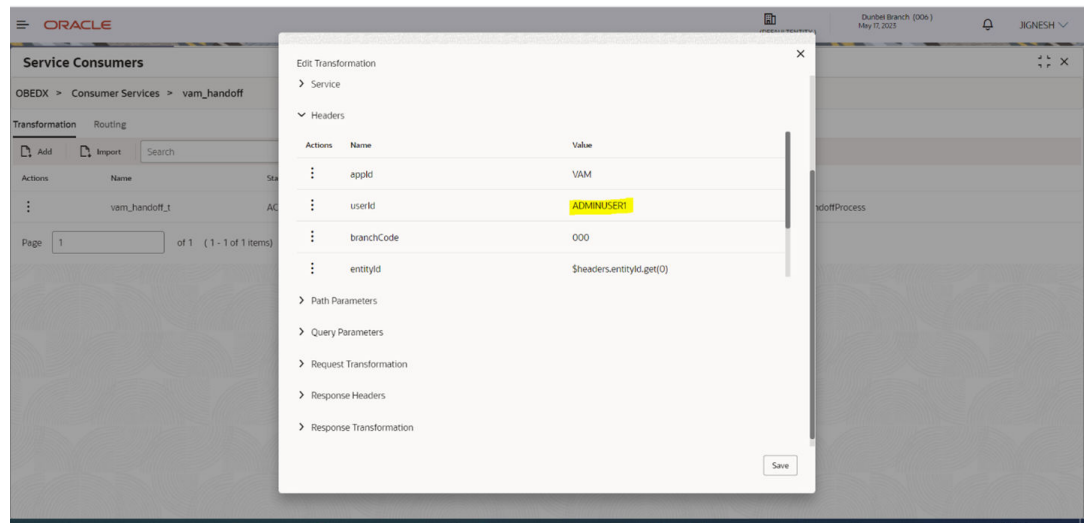 ORACLE
Dunbei Branch (006 )
May 17, 2023
JIGNESH
(DEFAULTENTITY)
Service Consumers
OBEDX > Consumer Services > vam_handoff
Transformation Routing
Add Import Search
Actions Name
vam_handoff_t
ndoffProcess
Page 1 of 1 ( 1 - 1 of 1 items)
Edit Transformation
Service
Headers
Actions Name Value
appId VAM
userId ADMINUSER1
branchCode 000
entityId $headers.entityId.get(0)
Path Parameters
Query Parameters
Request Transformation
Response Headers
Response Transformation
Save